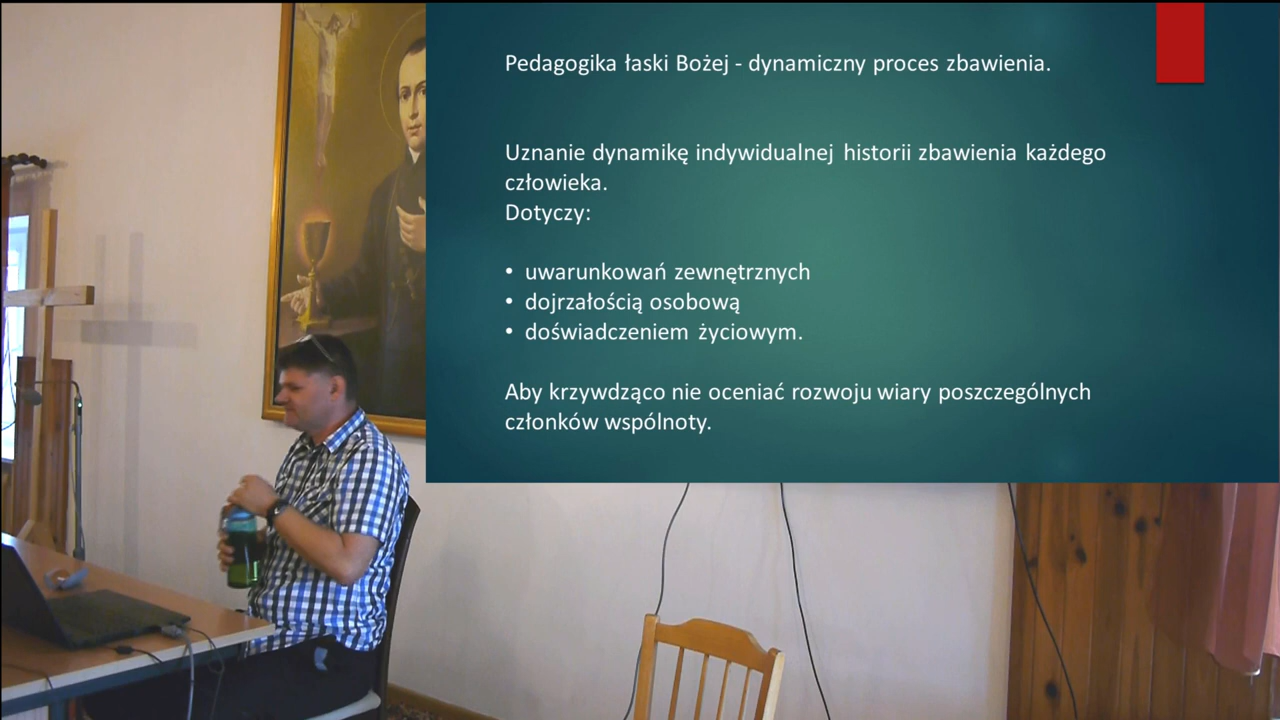 Pedagogika łaski Bożej - dynamiczny proces zbawienia.
Uznanie dynamikę indywidualnej historii zbawienia każdego
człowieka.
Dotyczy:
• uwarunkowań zewnętrznych
• dojrzałością osobową
• doświadczeniem życiowym.
Aby krzywdząco nie oceniać rozwoju wiary poszczególnych
członków wspólnoty.